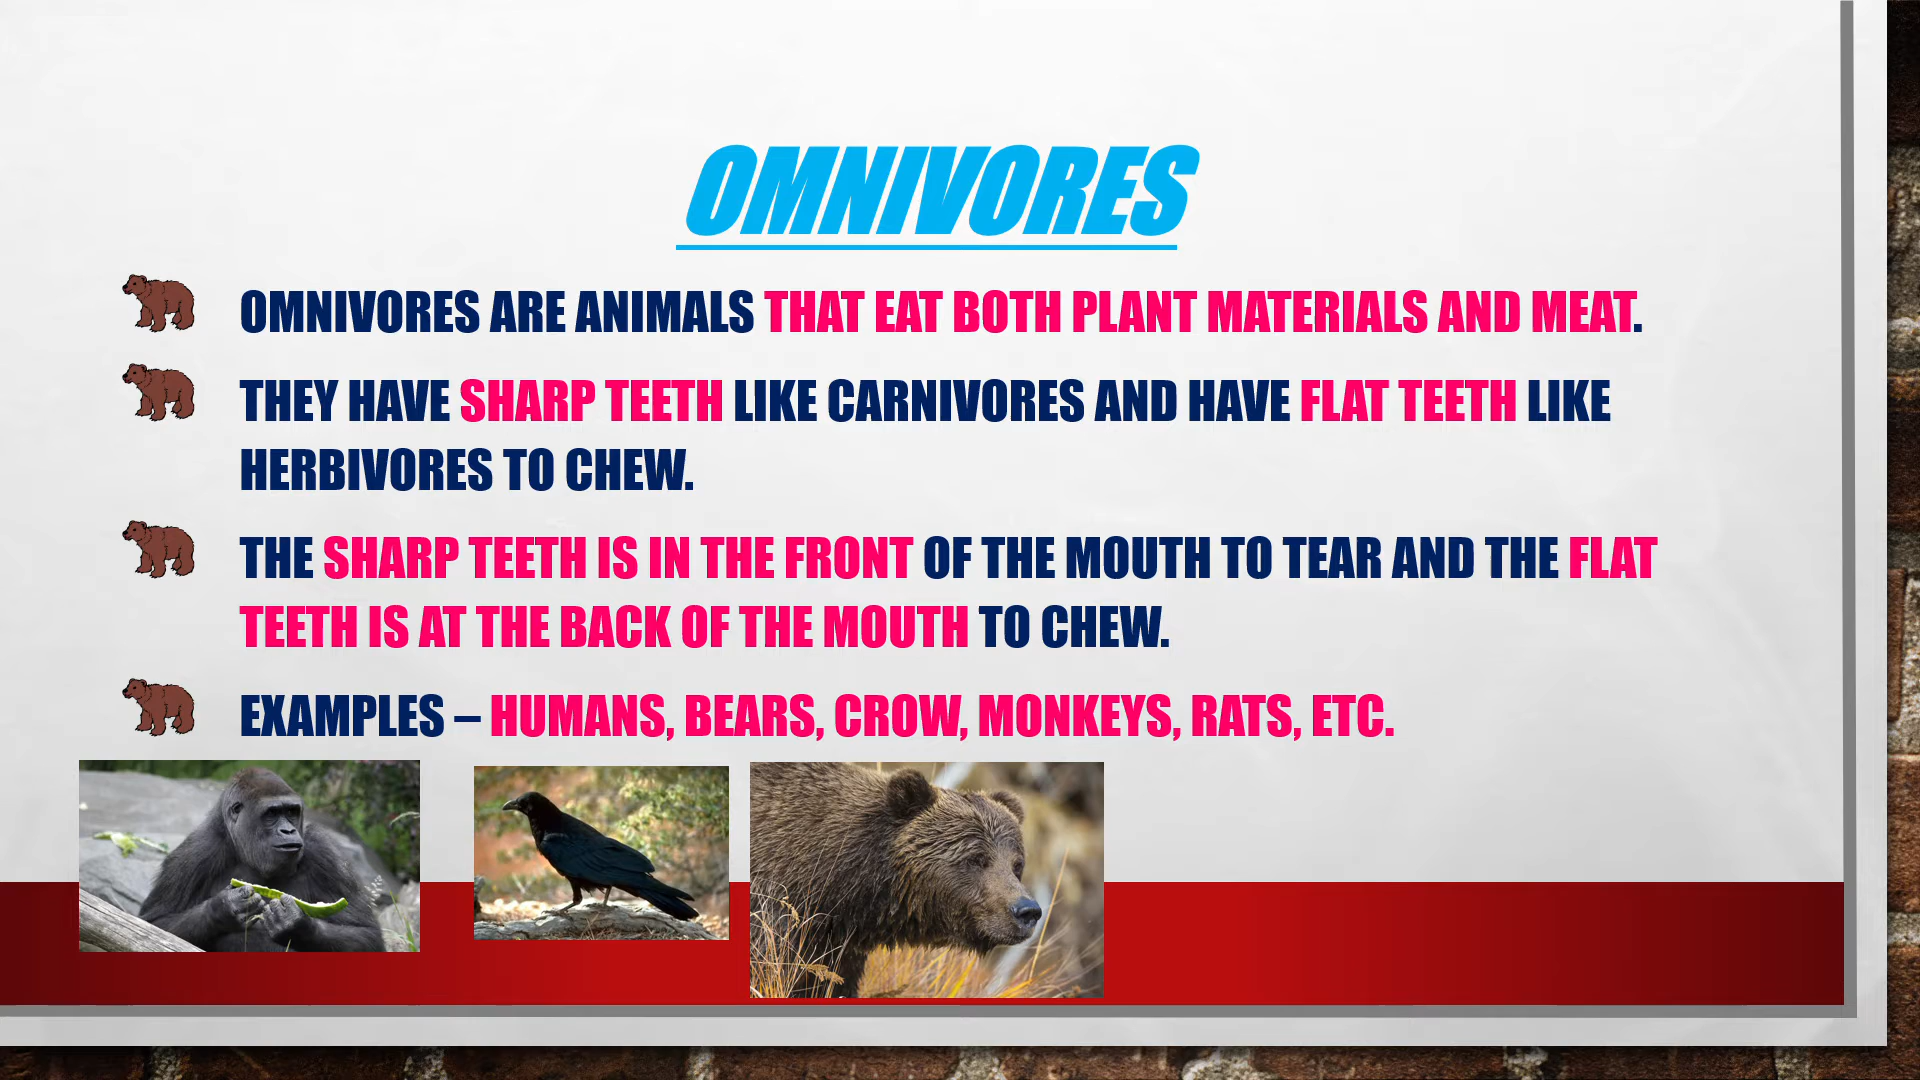 OMNIVORES
OMNIVORES ARE ANIMALS THAT EAT BOTH PLANT MATERIALS AND MEAT.
THEY HAVE SHARP TEETH LIKE CARNIVORES AND HAVE FLAT TEETH LIKE
HERBIVORES TO CHEW.
THE SHARP TEETH IS IN THE FRONT OF THE MOUTH TO TEAR AND THE FLAT
TEETH IS AT THE BACK OF THE MOUTH TO CHEW.
EXAMPLES – HUMANS, BEARS, CROW, MONKEYS, RATS, ETC.